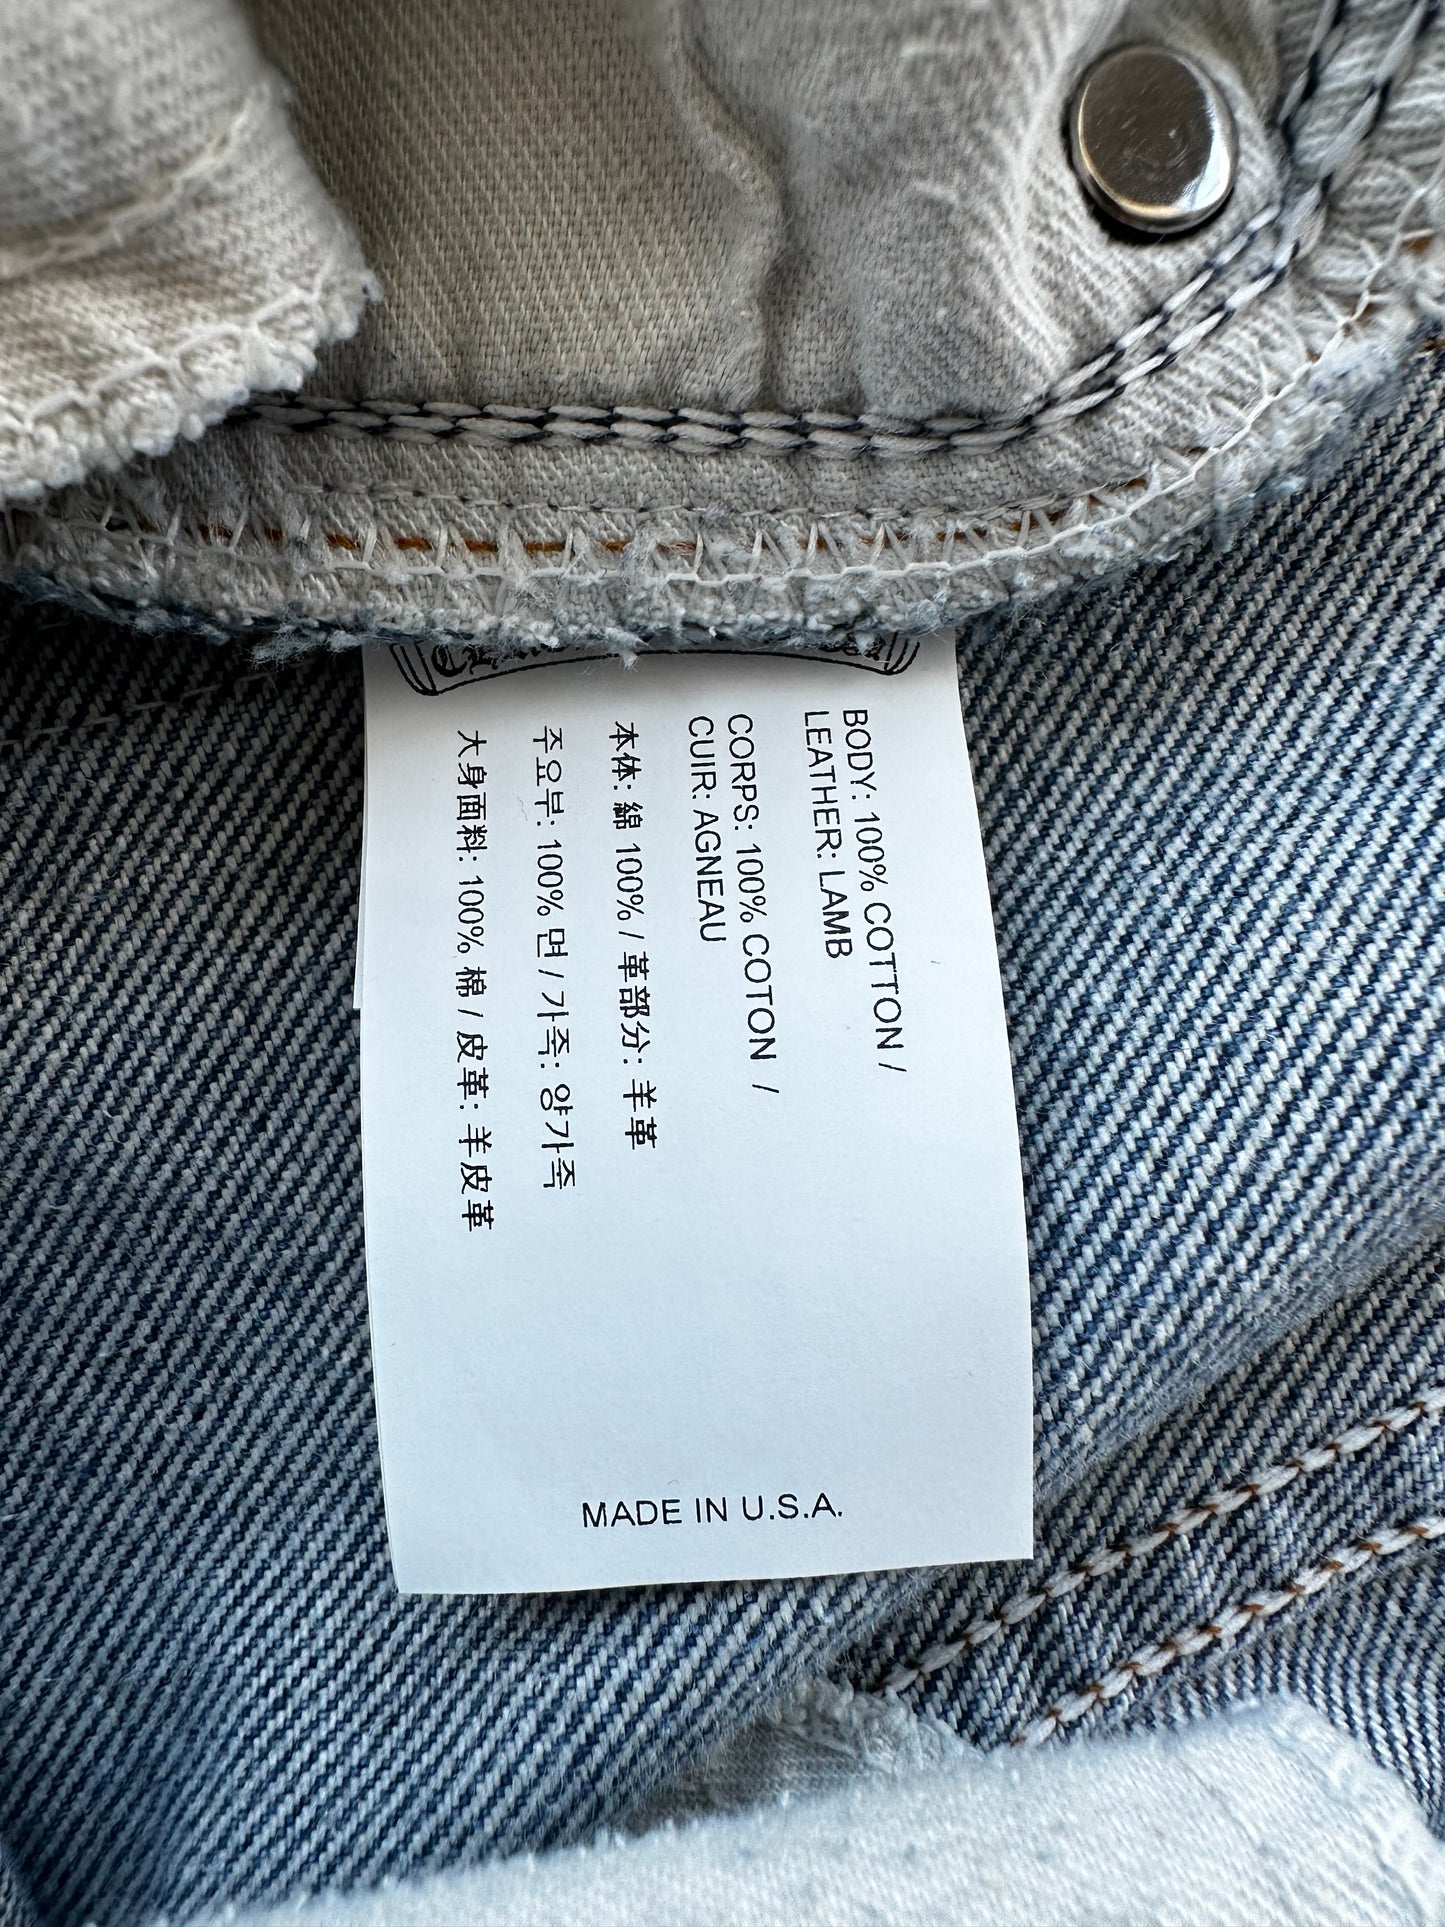 BODY: 100% COTTON /
LEATHER: LAMB
CORPS: 100% COTON /
CUIR: AGNEAU
本体: 綿 100% / 革部分: 羊革
주요부: 100% 면 / 가죽: 양가죽
大身面料: 100% 棉 / 皮革: 羊皮革
MADE IN U.S.A.